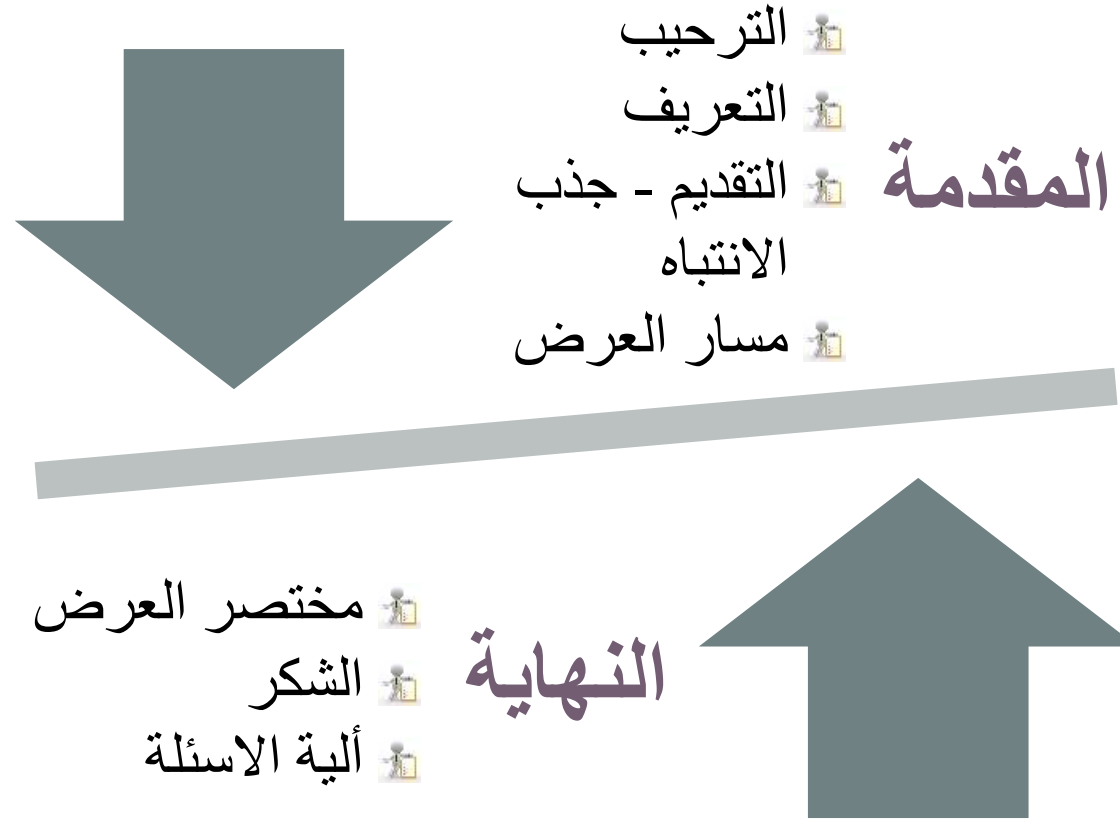 المقدمة
الترحيب
التعريف
التقديم - جذب
الانتباه
مسار العرض
النهاية
مختصر العرض
الشكر
ألية الاسئلة